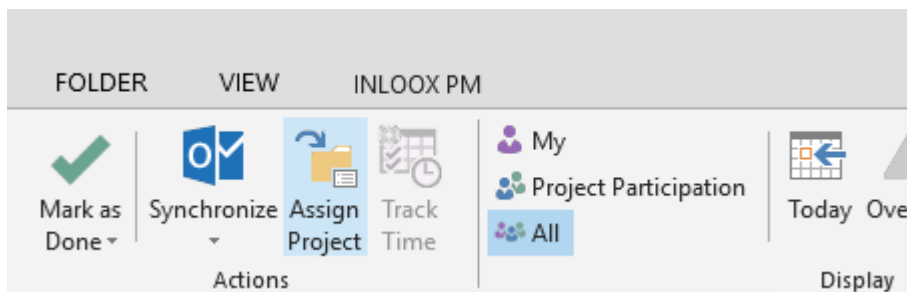 FOLDER VIEW INLOOX PM
Mark as Done
Synchronize
Assign Project
Track Time
My
Project Participation
All
Today
Actions
Display